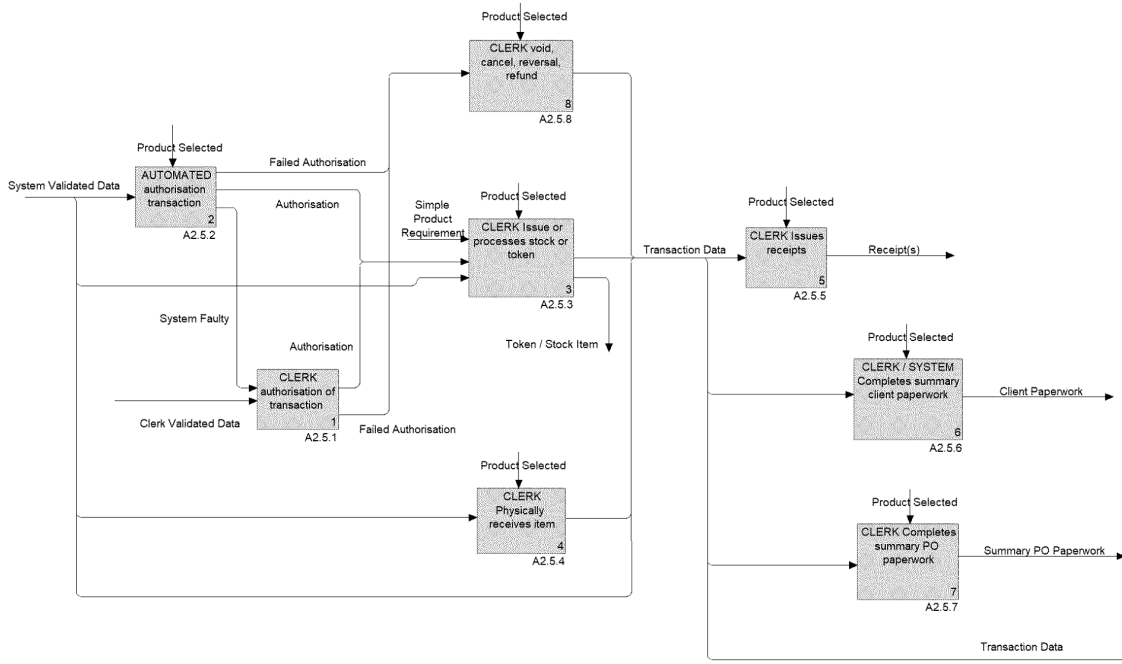 Product Selected
CLERK void,
cancel, reversal,
refund
8
A2.5.8
Product Selected
AUTOMATED
authorisation
transaction
2
A2.5.2
System Validated Data
Failed Authorisation
Authorisation
Simple
Product
Requirement
Product Selected
CLERK Issue or
processes stock or
token
3
A2.5.3
Transaction Data
Product Selected
CLERK Issues
receipts
5
A2.5.5
Receipt(s)
System Faulty
Token / Stock Item
Authorisation
CLERK
authorisation of
transaction
1
A2.5.1
Clerk Validated Data
Failed Authorisation
Product Selected
CLERK / SYSTEM
Completes summary
client paperwork
6
A2.5.6
Client Paperwork
Product Selected
CLERK
Physically
receives item
4
A2.5.4
Product Selected
CLERK Completes
summary PO
paperwork
7
A2.5.7
Summary PO Paperwork
Transaction Data